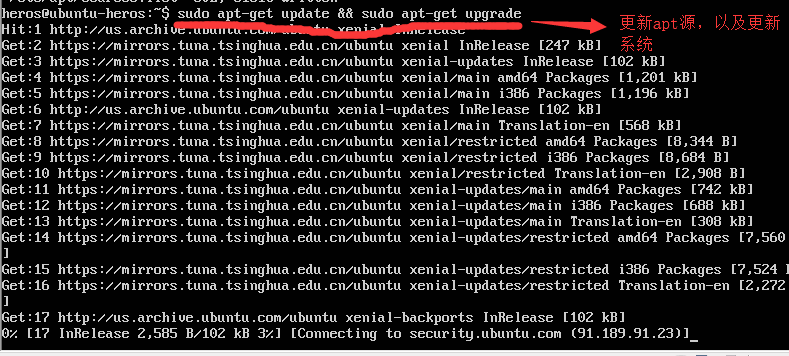 heros@ubuntu-heros:~$ sudo apt-get update && sudo apt-get upgrade
更新apt源，以及更新
系统
Hit:1 http://us.archive.ubuntu.com/ubuntu xenial InRelease
Get:2 https://mirrors.tuna.tsinghua.edu.cn/ubuntu xenial InRelease [247 kB]
Get:3 https://mirrors.tuna.tsinghua.edu.cn/ubuntu xenial-updates InRelease [102 kB]
Get:4 https://mirrors.tuna.tsinghua.edu.cn/ubuntu xenial/main amd64 Packages [1,201 kB]
Get:5 https://mirrors.tuna.tsinghua.edu.cn/ubuntu xenial/main i386 Packages [1,196 kB]
Get:6 http://us.archive.ubuntu.com/ubuntu xenial-updates InRelease [102 kB]
Get:7 https://mirrors.tuna.tsinghua.edu.cn/ubuntu xenial/main Translation-en [568 kB]
Get:8 https://mirrors.tuna.tsinghua.edu.cn/ubuntu xenial/restricted amd64 Packages [8,344 B]
Get:9 https://mirrors.tuna.tsinghua.edu.cn/ubuntu xenial/restricted i386 Packages [8,684 B]
Get:10 https://mirrors.tuna.tsinghua.edu.cn/ubuntu xenial/restricted Translation-en [2,908 B]
Get:11 https://mirrors.tuna.tsinghua.edu.cn/ubuntu xenial-updates/main amd64 Packages [742 kB]
Get:12 https://mirrors.tuna.tsinghua.edu.cn/ubuntu xenial-updates/main i386 Packages [688 kB]
Get:13 https://mirrors.tuna.tsinghua.edu.cn/ubuntu xenial-updates/main Translation-en [308 kB]
Get:14 https://mirrors.tuna.tsinghua.edu.cn/ubuntu xenial-updates/restricted amd64 Packages [7,560
]
Get:15 https://mirrors.tuna.tsinghua.edu.cn/ubuntu xenial-updates/restricted i386 Packages [7,524 B
Get:16 https://mirrors.tuna.tsinghua.edu.cn/ubuntu xenial-updates/restricted Translation-en [2,272
]
Get:17 http://us.archive.ubuntu.com/ubuntu xenial-backports InRelease [102 kB]
0% [17 InRelease 2,585 B/102 kB 3%] [Connecting to security.ubuntu.com (91.189.91.23)]_